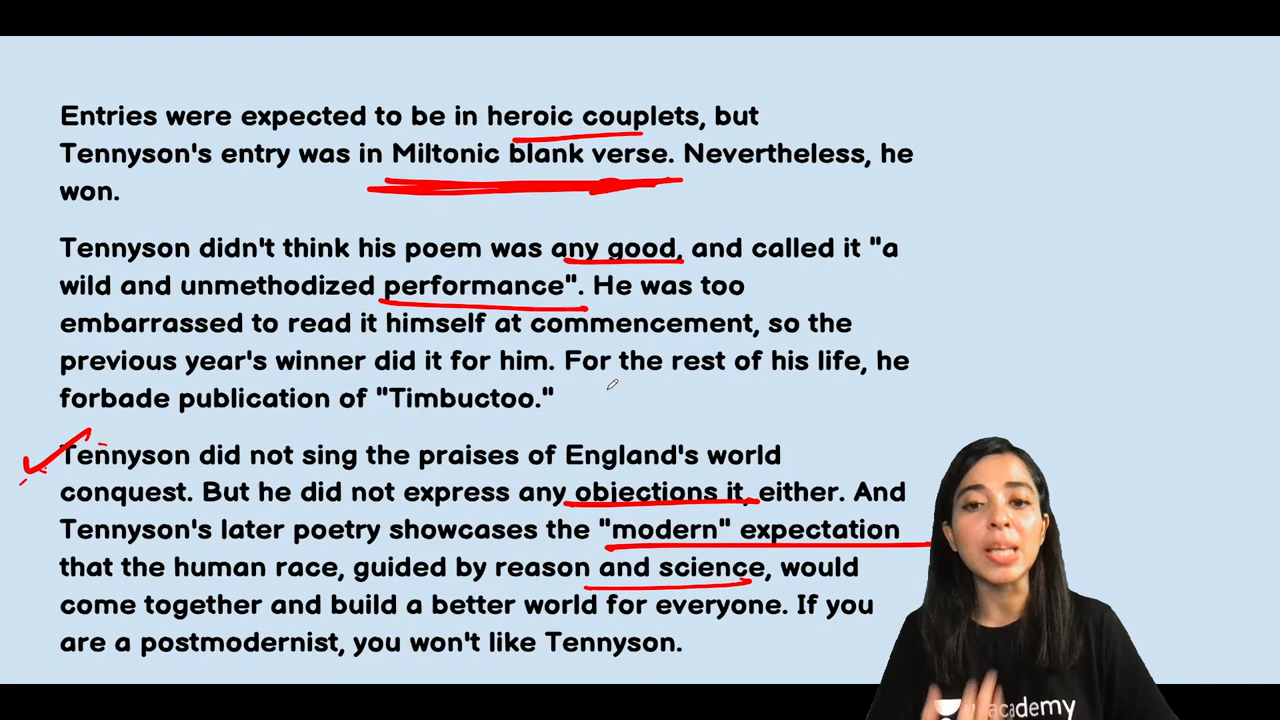 Entries were expected to be in heroic couplets, but
Tennyson's entry was in Miltonic blank verse. Nevertheless, he
won.
Tennyson didn't think his poem was any good, and called it "a
wild and unmethodized performance". He was too
embarrassed to read it himself at commencement, so the
previous year's winner did it for him. For the rest of his life, he
forbade publication of "Timbuctoo."
Tennyson did not sing the praises of England's world
conquest. But he did not express any objections it, either. And
Tennyson's later poetry showcases the "modern" expectation
that the human race, guided by reason and science, would
come together and build a better world for everyone. If you
are a postmodernist, you won't like Tennyson.